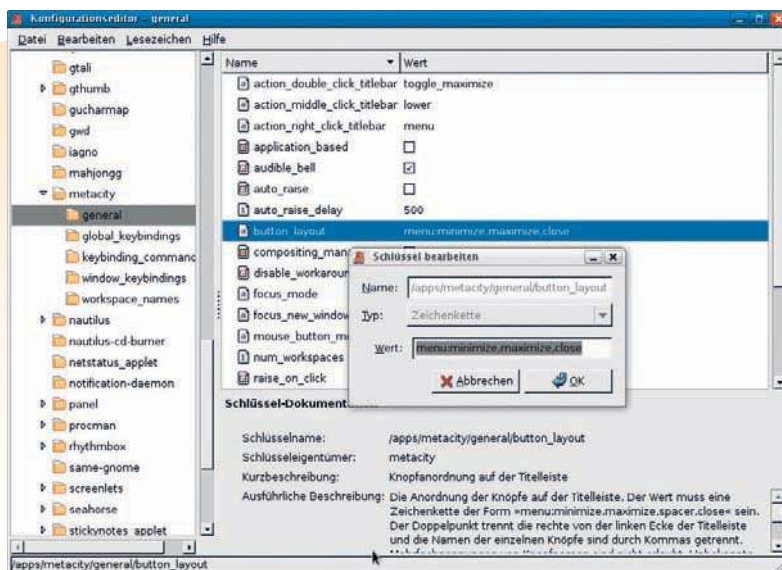 Konfigurationseditor – general
Datei Bearbeiten Lesezeichen Hilfe
gtali
gthumb
gucharmap
gwd
iagno
mahjongg
metacity
general
global_keybindings
keybinding_commanc
window_keybindings
workspace_names
nautilus
nautilus-cd-burner
netstatus_applet
notification-daemon
panel
procman
rhythmbox
same-gnome
screenlets
seahorse
stickynotes_applet
Name Wert
action_double_click_titlebar toggle_maximize
action_middle_click_titlebar lower
action_right_click_titlebar menu
application_based
audible_bell
auto_raise
auto_raise_delay 500
button_layout menu:minimize,maximize,close
compositing_man
disable_workaroun
focus_mode
focus_new_window
mouse_button_m
num_workspaces
raise_on_click
Schlüssel bearbeiten
Name: /apps/metacity/general/button_layout
Typ: Zeichenkette
Wert: menu:minimize,maximize,close
Abbrechen OK
Schlüssel-Dokument
Schlüsselname: /apps/metacity/general/button_layout
Schlüsseleigentümer: metacity
Kurzbeschreibung: Knopfanordnung auf der Titelleiste
Ausführliche Beschreibung: Die Anordnung der Knöpfe auf der Titelleiste. Der Wert muss eine
Zeichenkette der Form »menu:minimize,maximize,spacer,close« sein.
Der Doppelpunkt trennt die rechte von der linken Ecke der Titelleiste
und die Namen der einzelnen Knöpfe sind durch Kommas getrennt.
/apps/metacity/general/button_layout